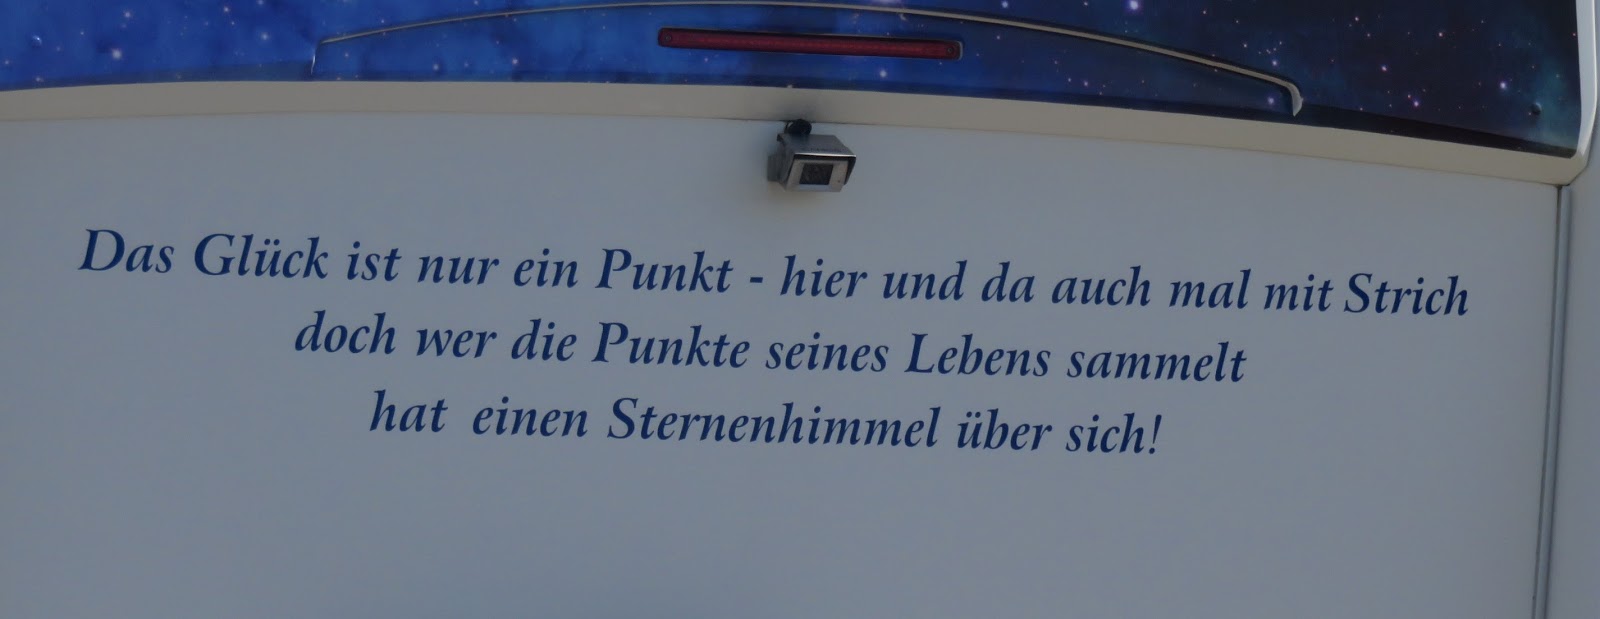 Das Glück ist nur ein Punkt - hier und da auch mal mit Strich
doch wer die Punkte seines Lebens sammelt
hat einen Sternenhimmel über sich!